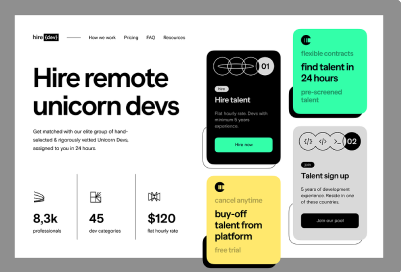 hire {dev}
How we work
Pricing
FAQ
Resources
Hire remote
unicorn devs
Get matched with our elite group of hand-
selected & rigorously vetted Unicorn Devs,
assigned to you in 24 hours.
8,3k
professionals
45
dev categories
$120
flat hourly rate
01
Hire talent
Flat hourly rate. Devs with
minimum 5 years
experience.
Hire now
cancel anytime
buy-off
talent from
platform
free trial
flexible contracts
find talent in
24 hours
pre-screened
talent
</> </> >_ 02
Talent sign up
5 years of development
experience. Reside in one
of these countries.
Join our pool